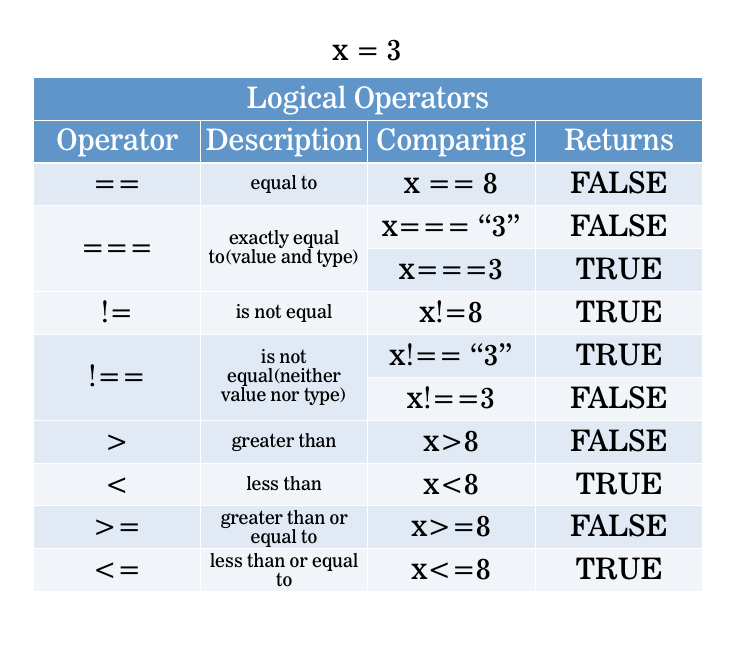 x = 3
Logical Operators
Operator Description Comparing Returns
== equal to x == 8 FALSE
=== exactly equal
to(value and type)
x=== “3” FALSE
x===3 TRUE
!= is not equal x!=8 TRUE
!== is not
equal(neither
value nor type)
x!== “3” TRUE
x!==3 FALSE
> greater than x>8 FALSE
< less than x<8 TRUE
>= greater than or
equal to
x>=8 FALSE
<= less than or equal
to
x<=8 TRUE